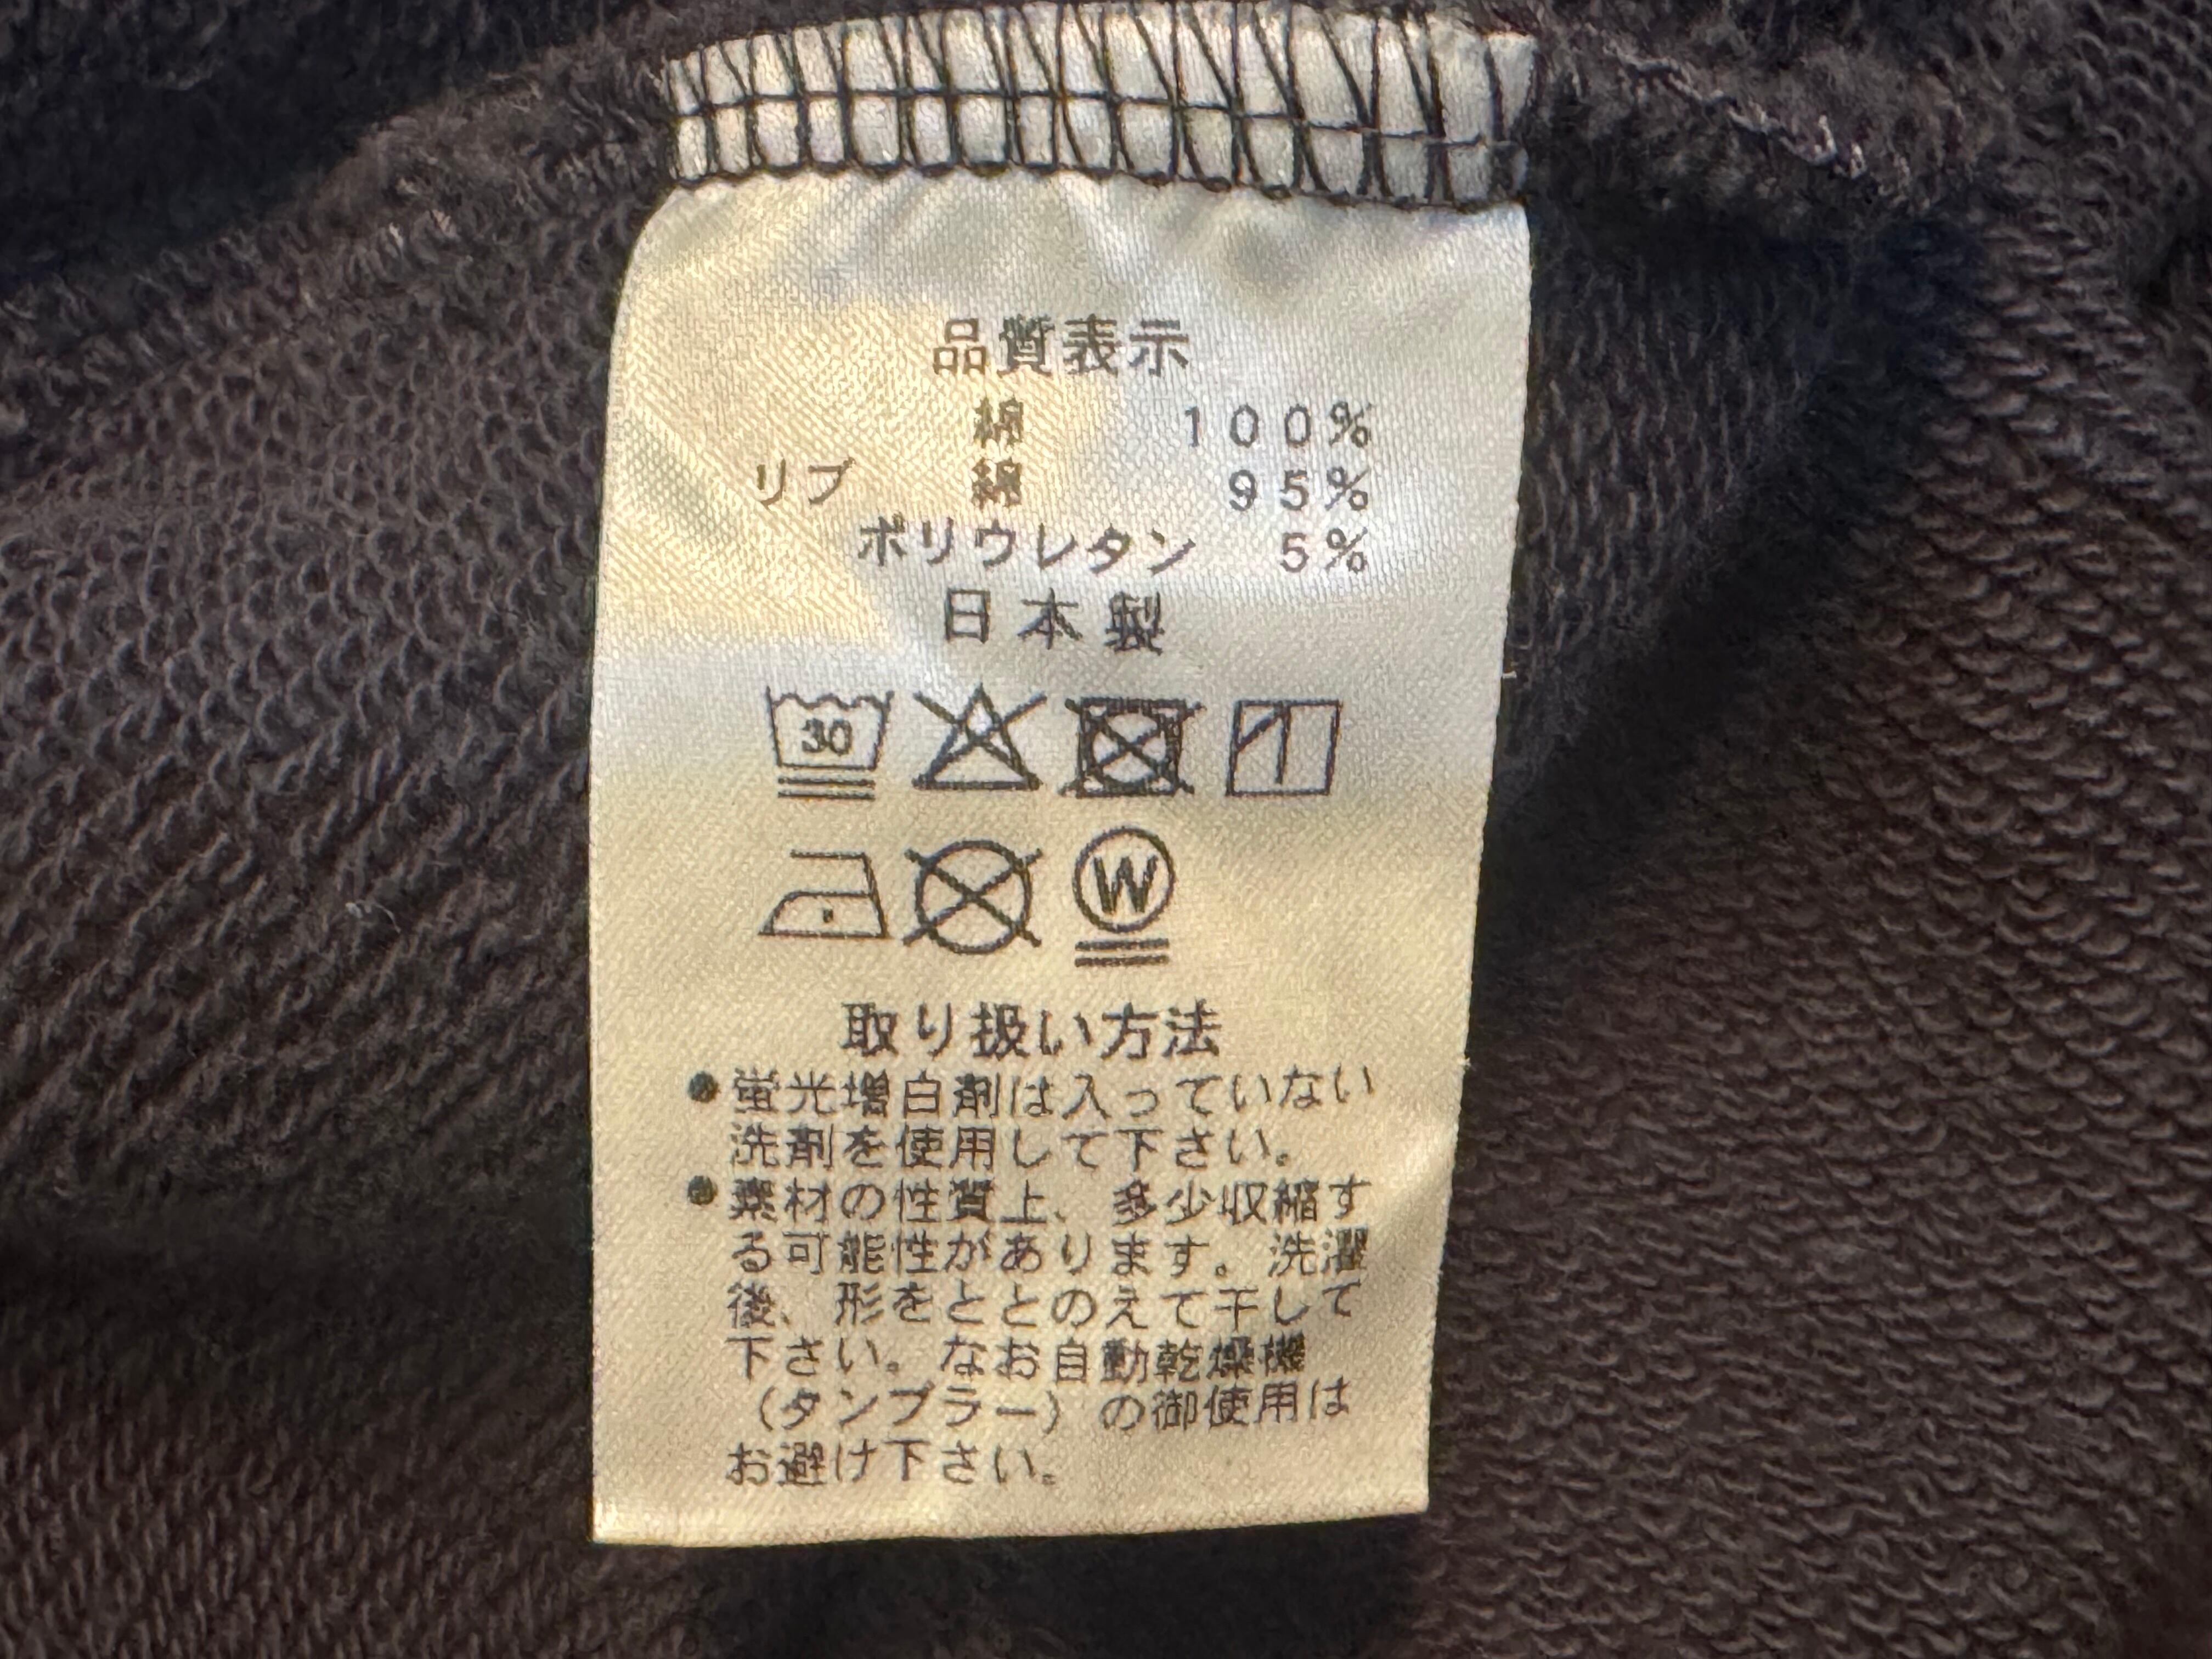 品質表示
綿 100%
リブ 綿 95%
ポリウレタン 5%
日本製
30
W
取り扱い方法
●蛍光増白剤は入っていない
洗剤を使用して下さい。
●素材の性質上、多少収縮す
る可能性があります。洗濯
後、形をととのえて干して
下さい。なお自動乾燥機
(タンブラー)の御使用は
お避け下さい。